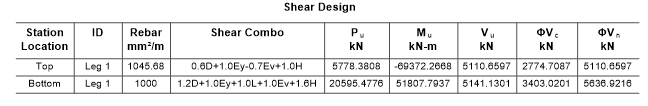 Shear Design
Station Location ID Rebar mm²/m Shear Combo Pu kN Mu kN-m Vu kN ΦVc kN ΦVn kN
Top Leg 1 1045.68 0.6D+1.0Ey-0.7Ev+1.0H 5778.3808 -69372.2668 5110.6597 2774.7087 5110.6597
Bottom Leg 1 1000 1.2D+1.0Ey+1.0L+1.0Ev+1.6H 20595.4776 51807.7937 5141.1301 3403.0201 5636.9216